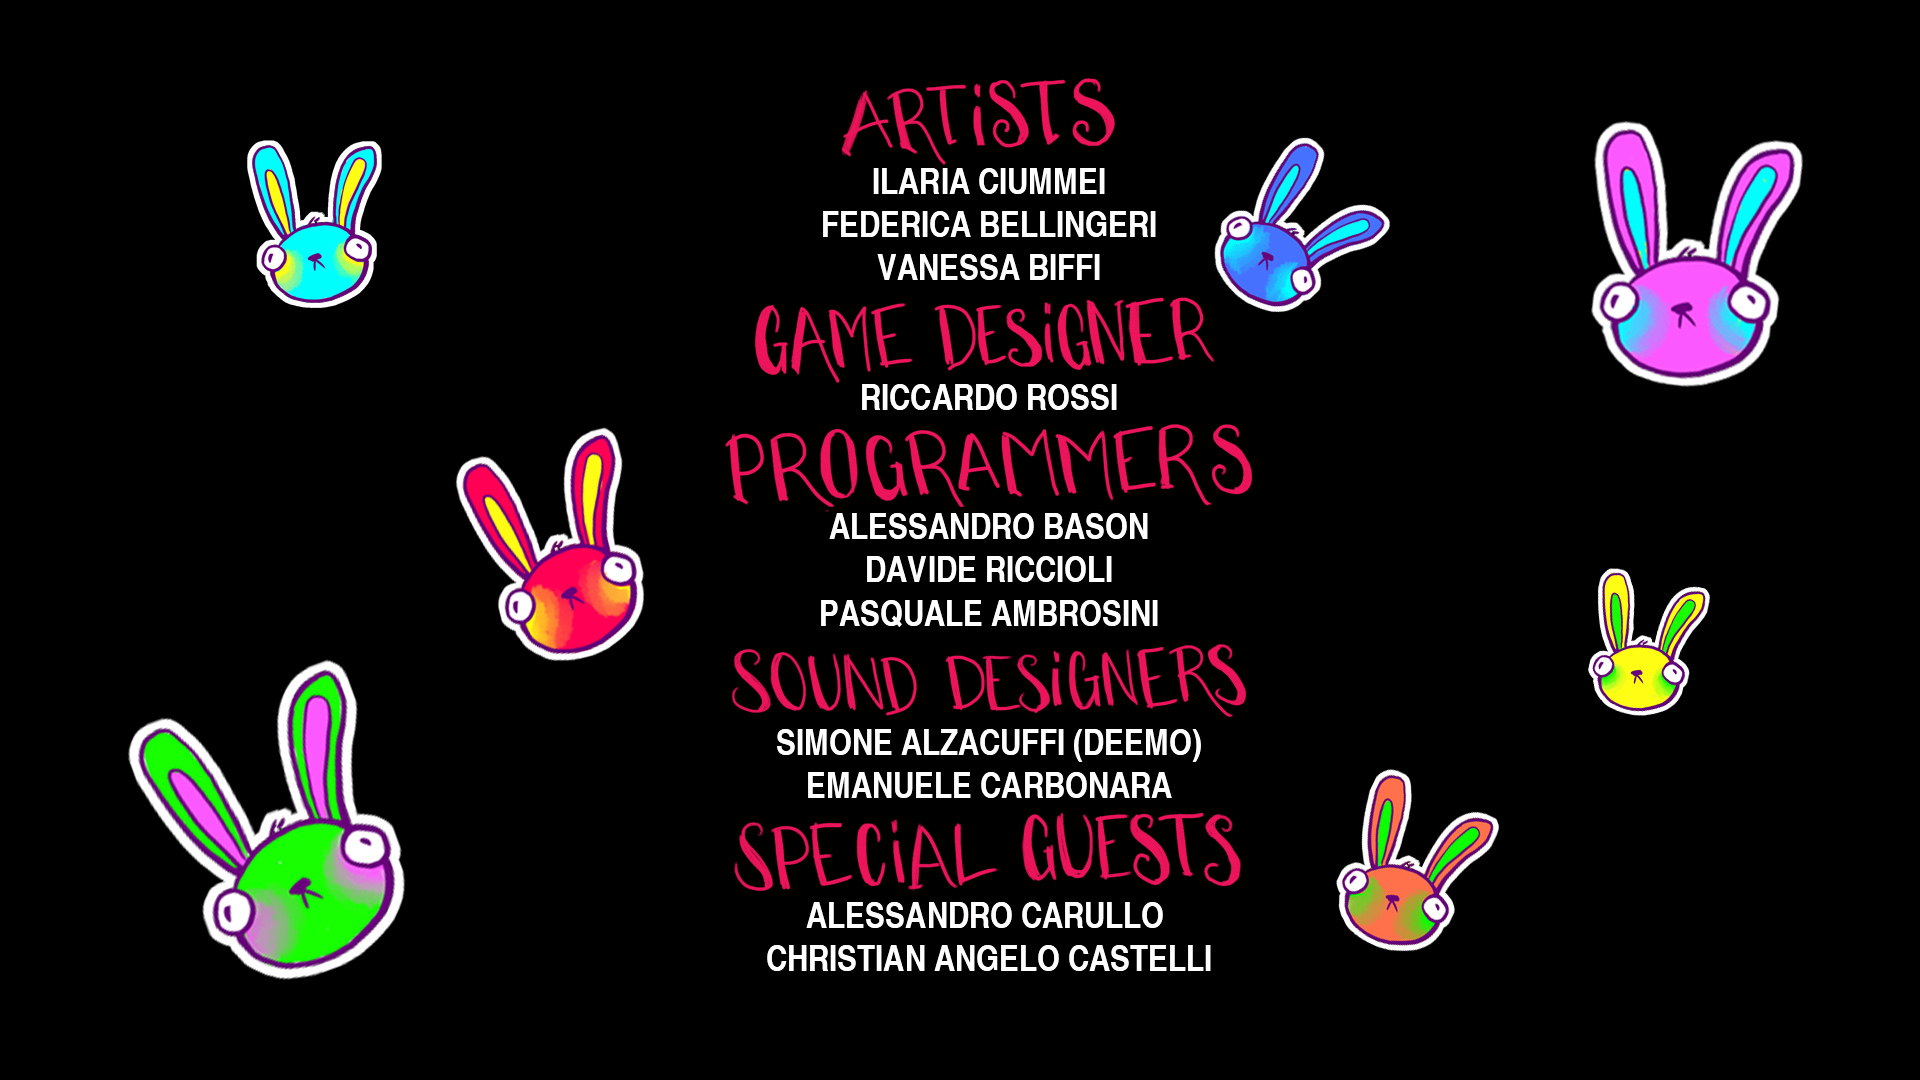 ARTiSTS
ILARIA CIUMMEI
FEDERICA BELLINGERI
VANESSA BIFFI
GAME DESiGNER
RICCARDO ROSSI
PROGRAMMERS
ALESSANDRO BASON
DAVIDE RICCIOLI
PASQUALE AMBROSINI
SOUND DESiGNERS
SIMONE ALZACUFFI (DEEMO)
EMANUELE CARBONARA
SPECiAL GUESTS
ALESSANDRO CARULLO
CHRISTIAN ANGELO CASTELLI